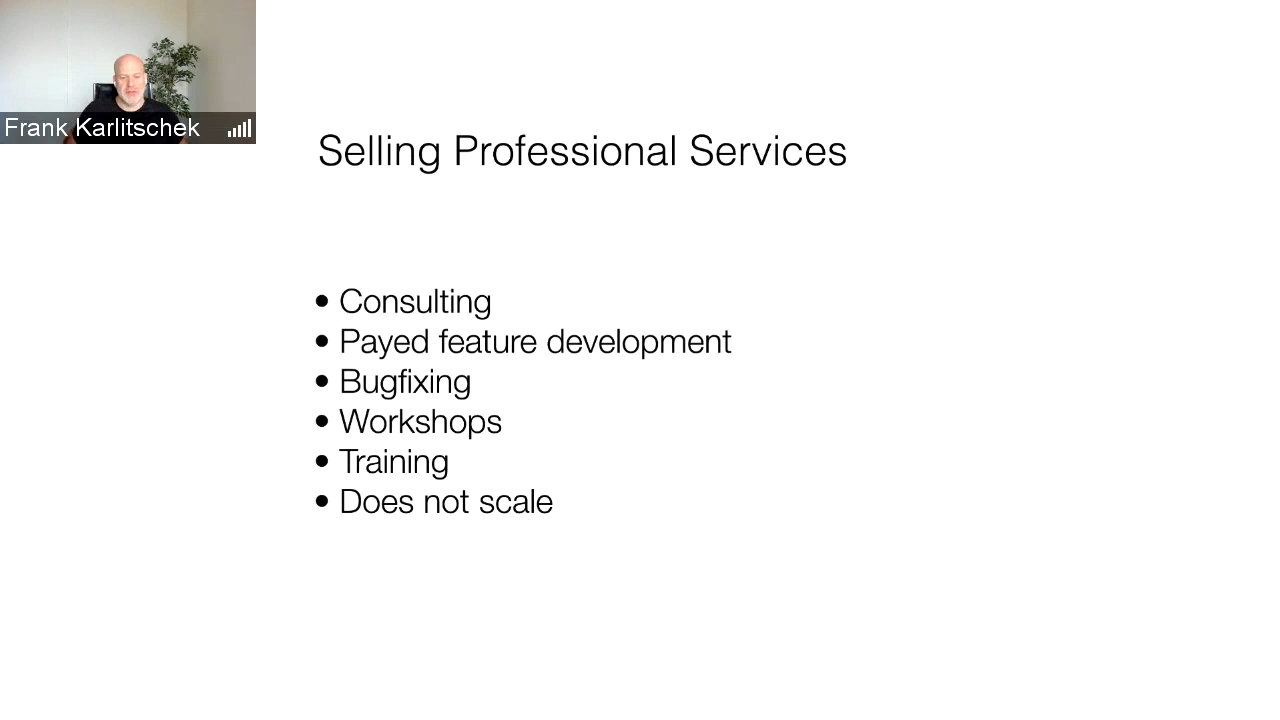 Frank Karlitschek
Selling Professional Services
• Consulting
• Payed feature development
• Bugfixing
• Workshops
• Training
• Does not scale